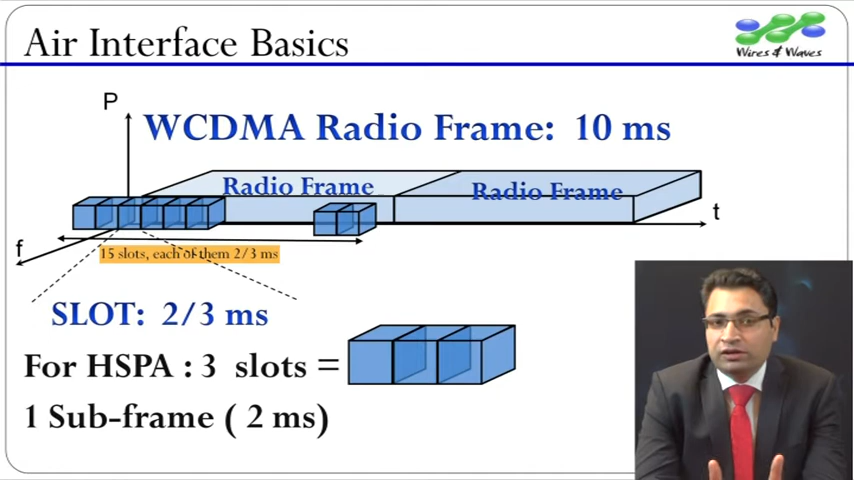 Air Interface Basics
Wires & Waves
P
WCDMA Radio Frame: 10 ms
Radio Frame
Radio Frame
t
f
15 slots, each of them 2/3 ms
SLOT: 2/3 ms
For HSPA : 3 slots =
1 Sub-frame ( 2 ms)